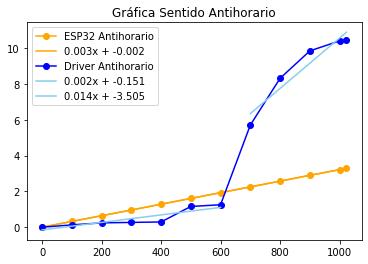 Gráfica Sentido Antihorario
ESP32 Antihorario
0.003x + -0.002
Driver Antihorario
0.002x + -0.151
0.014x + -3.505
10
8
6
4
2
0
0 200 400 600 800 1000